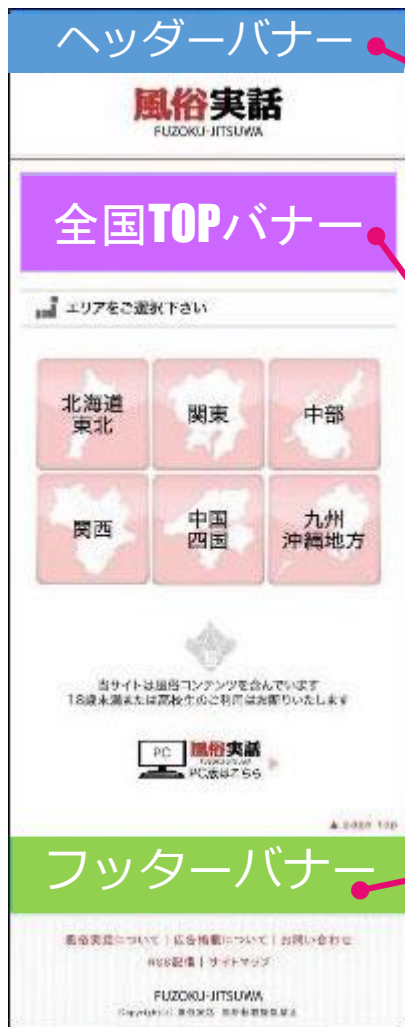 ヘッダーバナー
風俗実話
FUZOKU-JITSUWA
全国TOPバナー
エリアをご選択下さい
北海道
東北
関東
中部
関西
中国
四国
九州
沖縄地方
当サイトは風俗コンテンツを含んでいます
18歳未満または高校生のご利用はお断りいたします
PC
風俗実話
PC版はこちら
▲ page top
フッターバナー
風俗実話について | 広告掲載について | お問い合わせ
RSS配信 | サイトマップ
FUZOKU-JITSUWA